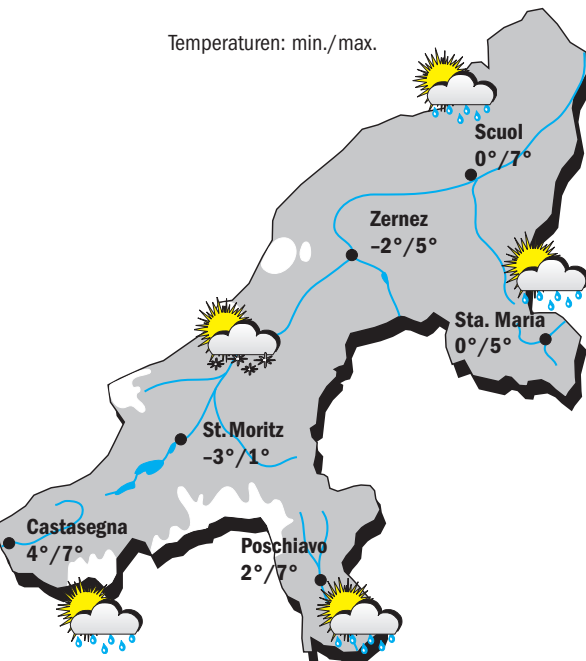 Temperaturen: min./max.
Scuol
0°/7°
Zernez
–2°/5°
Sta. Maria
0°/5°
St. Moritz
–3°/1°
Castasegna
4°/7°
Poschiavo
2°/7°